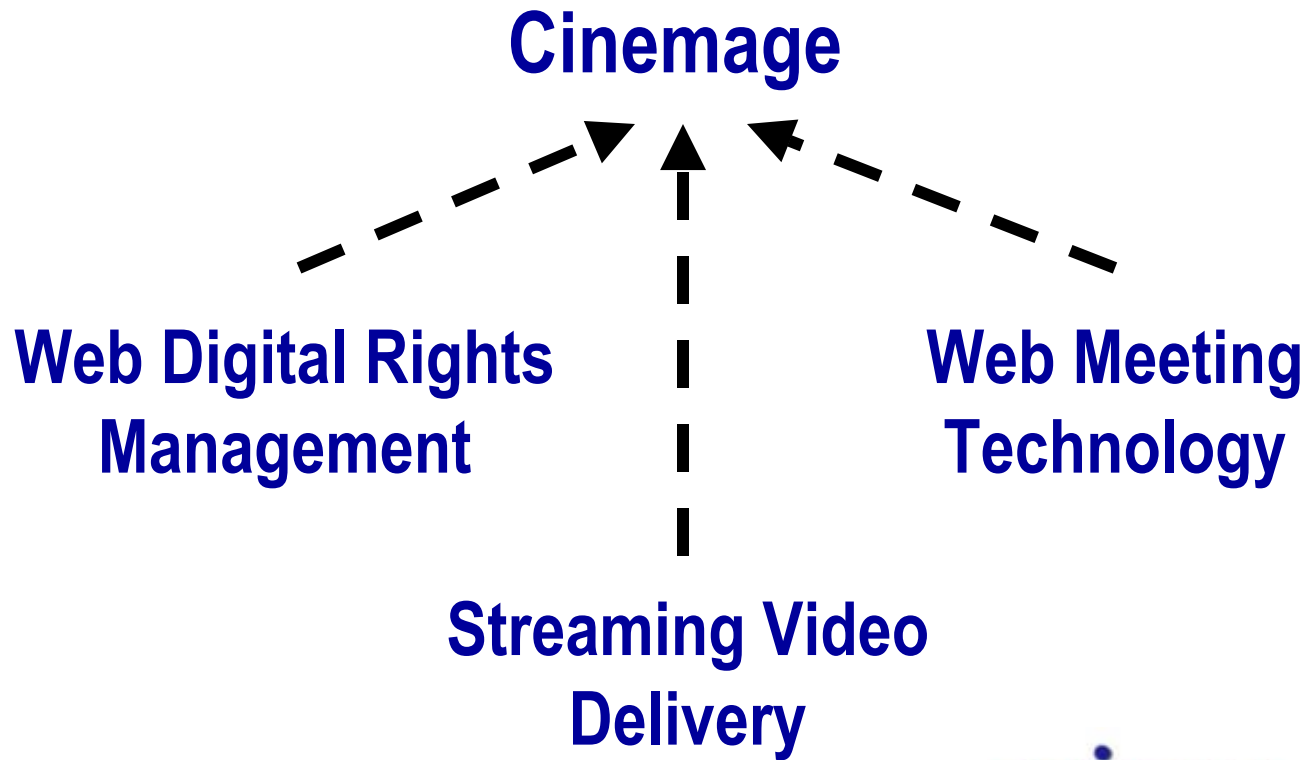 Cinemage
Web Digital Rights
Management
Web Meeting
Technology
Streaming Video
Delivery